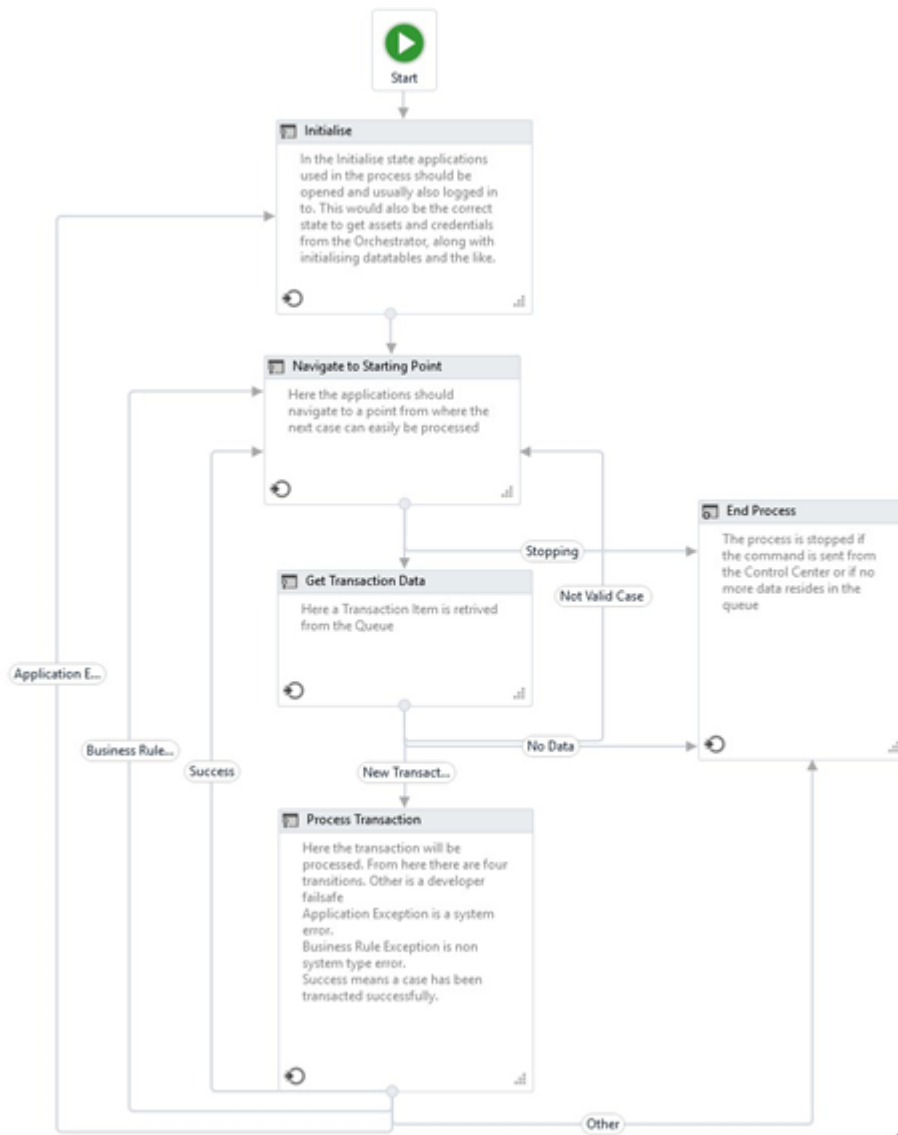 Start
Initialise
In the Initialise state applications
used in the process should be
opened and usually also logged in
to. This would also be the correct
state to get assets and credentials
from the Orchestrator, along with
initialising datatables and the like.
Navigate to Starting Point
Here the applications should
navigate to a point from where the
next case can easily be processed
Stopping
End Process
The process is stopped if
the command is sent from
the Control Center or if no
more data resides in the
queue
Get Transaction Data
Here a Transaction Item is retrived
from the Queue
Not Valid Case
Application E...
Business Rule...
Success
No Data
New Transact...
Process Transaction
Here the transaction will be
processed. From here there are four
transitions. Other is a developer
failsafe
Application Exception is a system
error.
Business Rule Exception is non
system type error.
Success means a case has been
transacted successfully.
Other